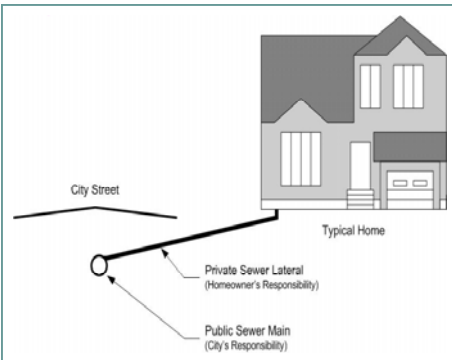 City Street
Typical Home
Private Sewer Lateral
(Homeowner's Responsibility)
Public Sewer Main
(City's Responsibility)